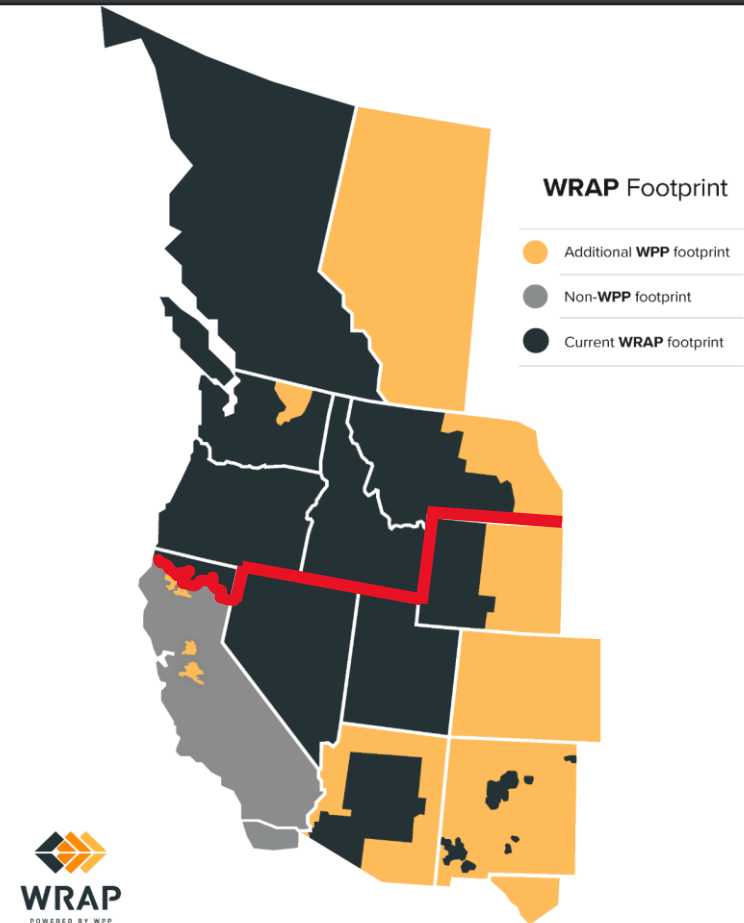 WRAP Footprint
Additional WPP footprint
Non-WPP footprint
Current WRAP footprint
WRAP
POWERED BY WPP